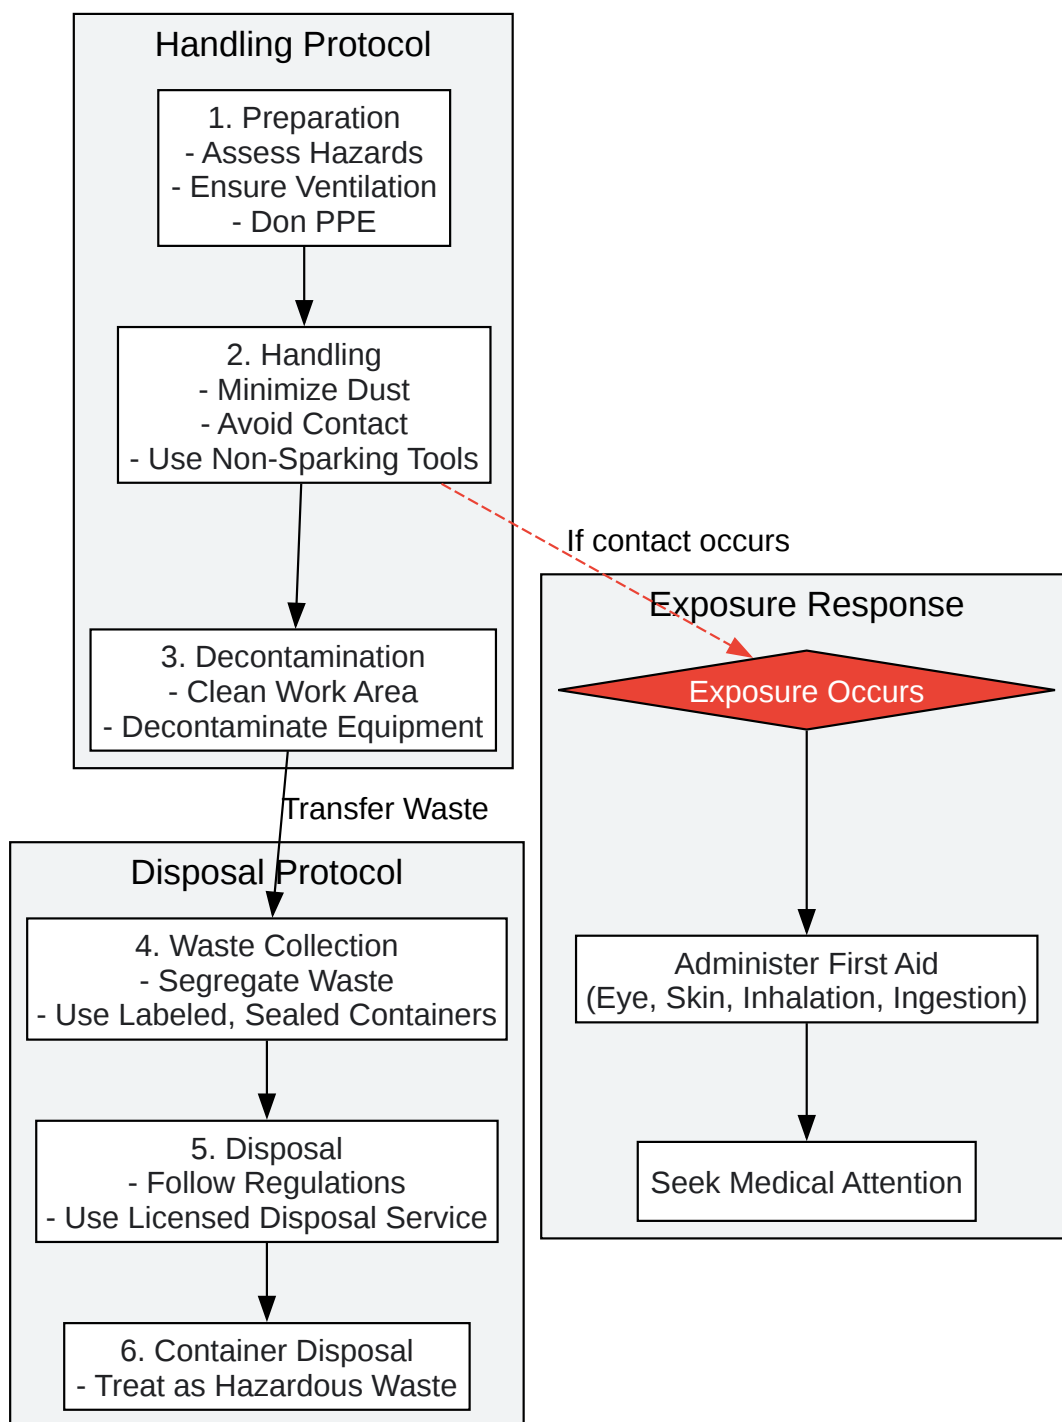 Handling Protocol
1. Preparation
- Assess Hazards
- Ensure Ventilation
- Don PPE
2. Handling
- Minimize Dust
- Avoid Contact
- Use Non-Sparking Tools
If contact occurs
3. Decontamination
- Clean Work Area
- Decontaminate Equipment
Transfer Waste
Disposal Protocol
4. Waste Collection
- Segregate Waste
- Use Labeled, Sealed Containers
5. Disposal
- Follow Regulations
- Use Licensed Disposal Service
6. Container Disposal
- Treat as Hazardous Waste
Exposure Response
Exposure Occurs
Administer First Aid
(Eye, Skin, Inhalation, Ingestion)
Seek Medical Attention